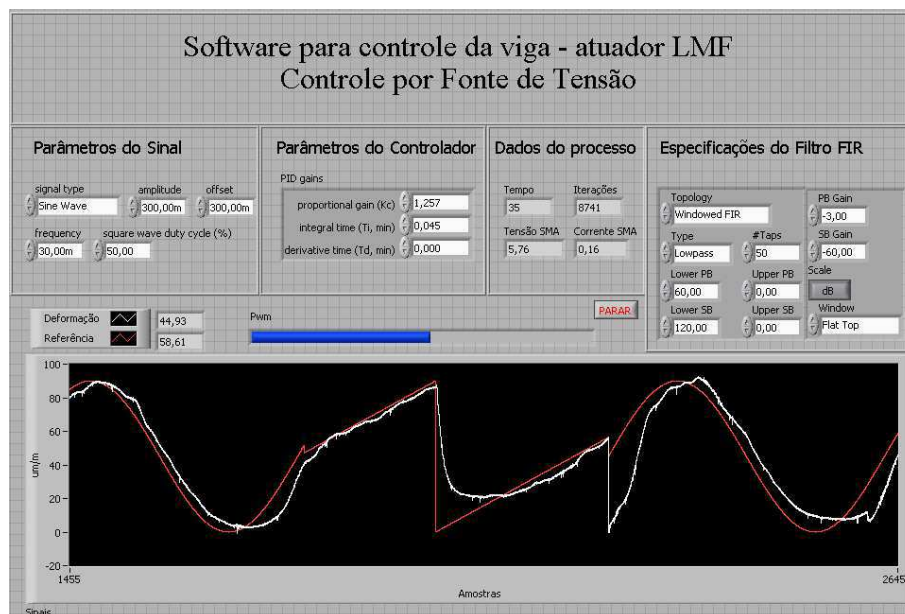 Software para controle da viga - atuador LMF
Controle por Fonte de Tensão
Parâmetros do Sinal
signal type
amplitude
offset
Sine Wave
300,00m
300,00m
frequency
square wave duty cycle (%)
30,00m
50,00
Parâmetros do Controlador
PID gains
proportional gain (Kc)
1,257
integral time (Ti, min)
0,045
derivative time (Td, min)
0,000
Dados do processo
Tempo
Iterações
35
8741
Tensão SMA
Corrente SMA
5,76
0,16
Especificações do Filtro FIR
Topology
Windowed FIR
PB Gain
-3,00
Type
#Taps
Lowpass
50
SB Gain
-60,00
Lower PB
Upper PB
60,00
0,00
Scale
dB
Lower SB
Upper SB
120,00
0,00
Window
Flat Top
Deformação
44,93
Referência
58,61
Pwm
PARAR
100
80
60
40
20
0
-20
um/m
1455
2645
Amostras
Sinais